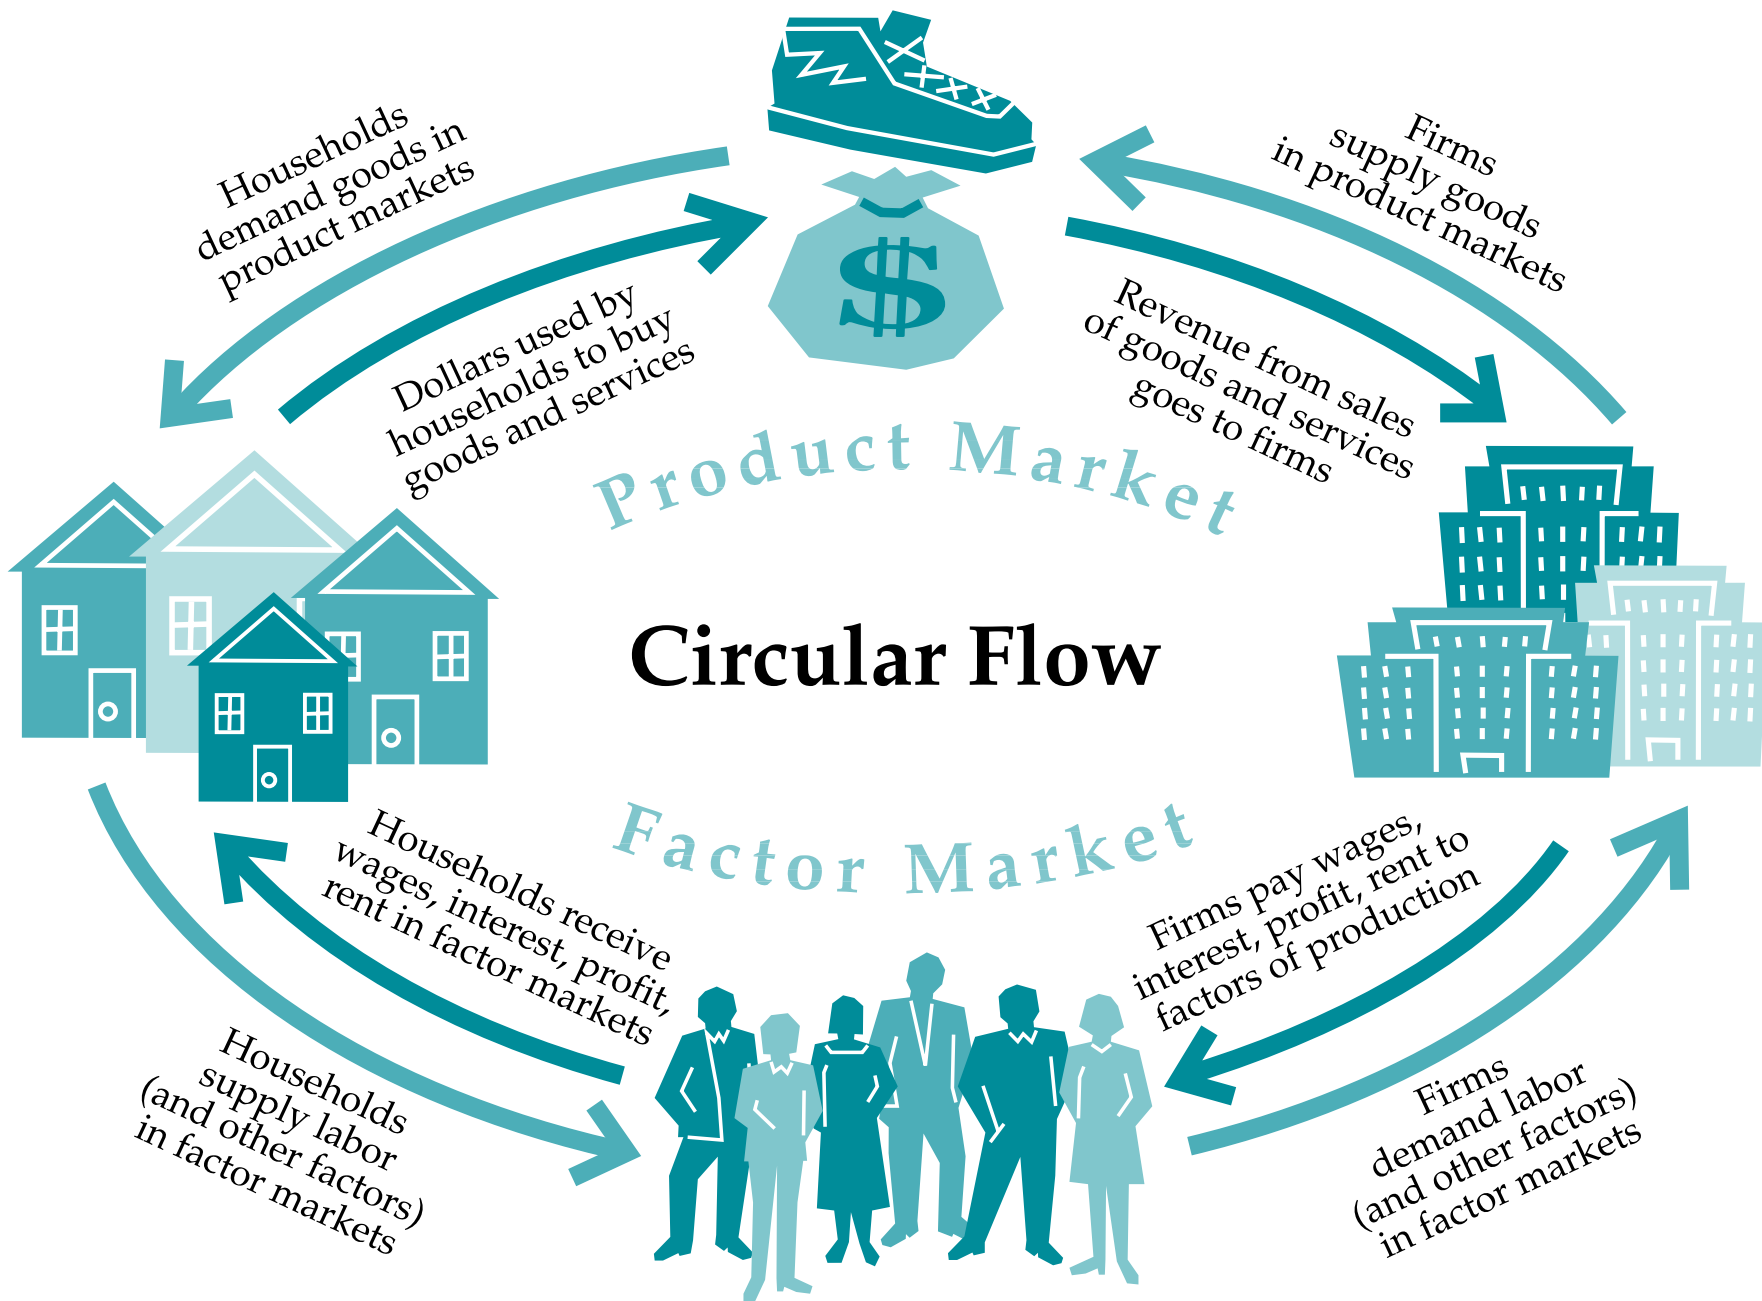 Households
demand goods in
product markets
Firms
supply goods
in product markets
Dollars used by
households to buy
goods and services
$
Revenue from sales
of goods and services
goes to firms
Product Market
Circular Flow
Factor Market
Households receive
wages, interest, profit,
rent in factor markets
Firms pay wages,
interest, profit, rent to
factors of production
Households
supply labor
(and other factors)
in factor markets
Firms
demand labor
(and other factors)
in factor markets